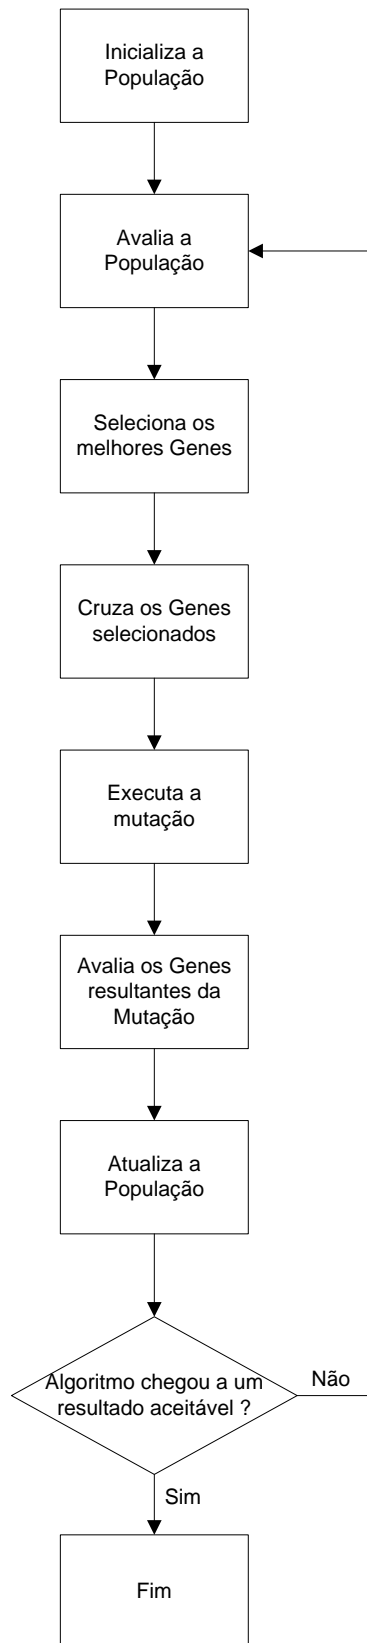 Inicializa a
População
Avalia a
População
Seleciona os
melhores Genes
Cruza os Genes
selecionados
Executa a
mutação
Avalia os Genes
resultantes da
Mutação
Atualiza a
População
Algoritmo chegou a um
resultado aceitável ?
Não
Sim
Fim